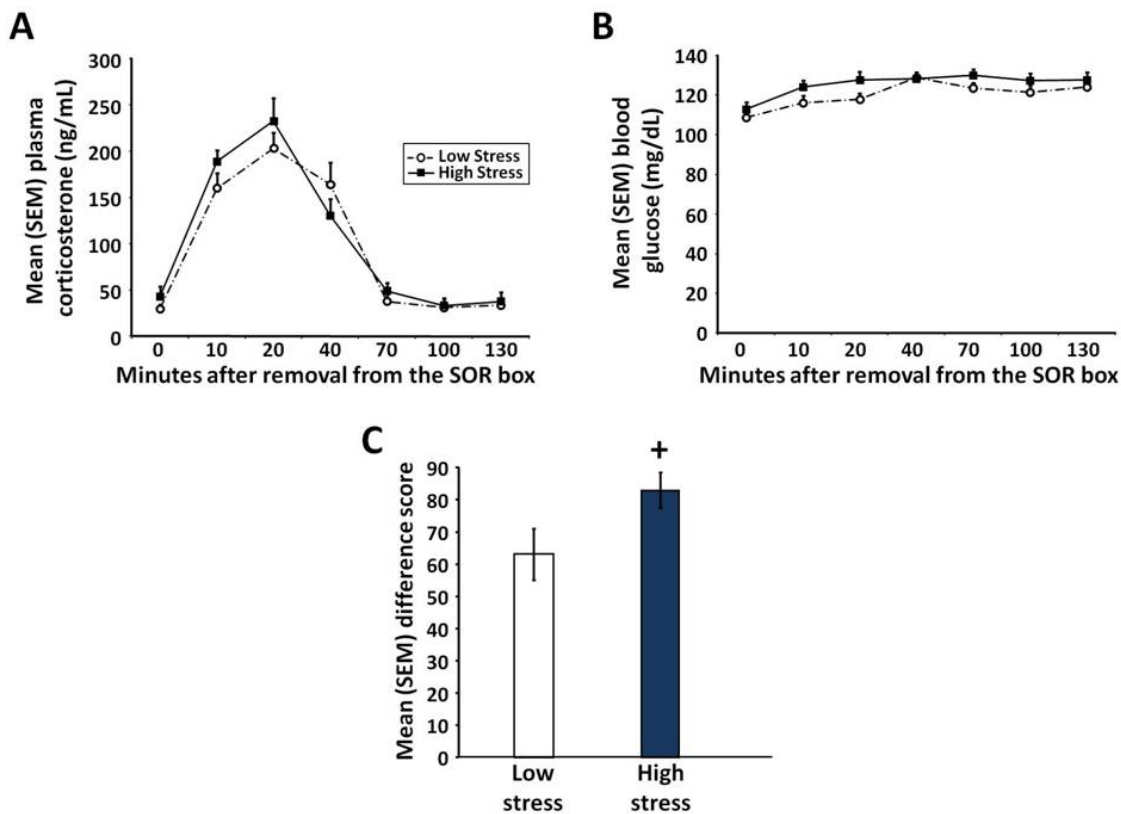 A
Mean (SEM) plasma
corticosterone (ng/mL)
300
250
200
150
100
50
0
Low Stress
High Stress
0 10 20 40 70 100 130
Minutes after removal from the SOR box
B
Mean (SEM) blood
glucose (mg/dL)
140
120
100
80
60
40
20
0
0 10 20 40 70 100 130
Minutes after removal from the SOR box
C
Mean (SEM) difference score
90
80
70
60
50
40
30
20
10
0
+
Low
stress
High
stress